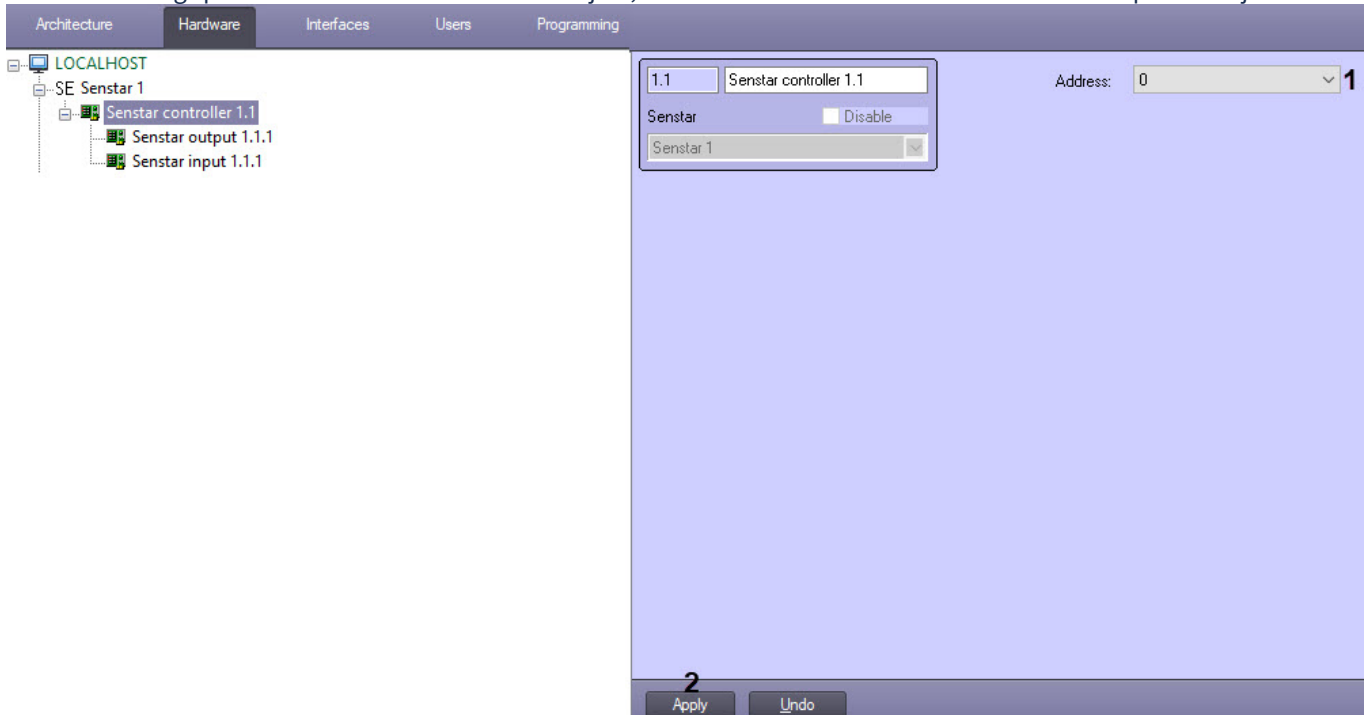 Architecture Hardware Interfaces Users Programming
LOCALHOST
SE Senstar 1
Senstar controller 1.1
Senstar output 1.1.1
Senstar input 1.1.1
1.1 Senstar controller 1.1
Senstar Disable
Senstar 1
Address: 0 1
2
Apply Undo